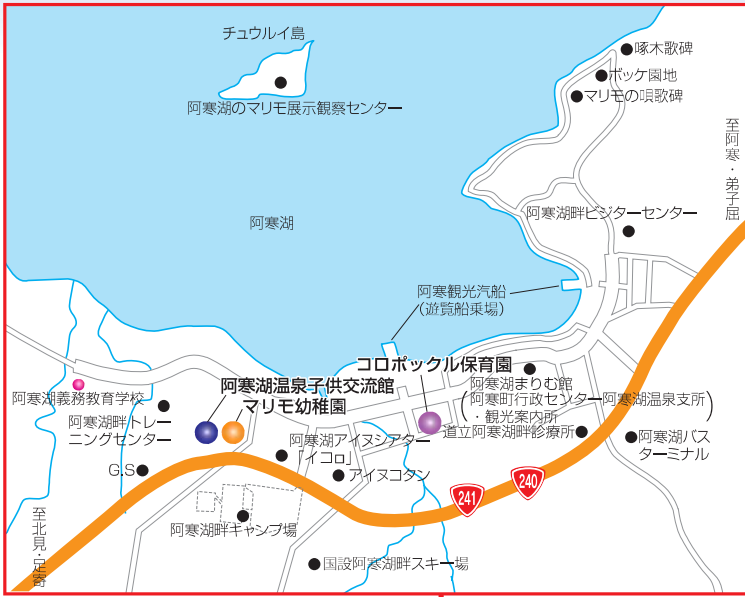 チュウルイ島
阿寒湖のマリモ展示観察センター
啄木歌碑
ボッケ園地
マリモの唄歌碑
至阿寒・弟子屈
阿寒湖
阿寒湖畔ビジターセンター
阿寒観光汽船
（遊覧船乗場）
コロポックル保育園
阿寒湖温泉子供交流館
マリモ幼稚園
阿寒湖義務教育学校
阿寒湖畔トレー
ニングセンター
阿寒湖まりむ館
（阿寒町行政センター阿寒湖温泉支所）
・観光案内所
道立阿寒湖畔診療所
阿寒湖バス
ターミナル
阿寒湖アイヌシアター
「イコロ」
アイヌコタン
G.S
241
240
至北見・足寄
阿寒湖畔キャンプ場
国設阿寒湖畔スキー場